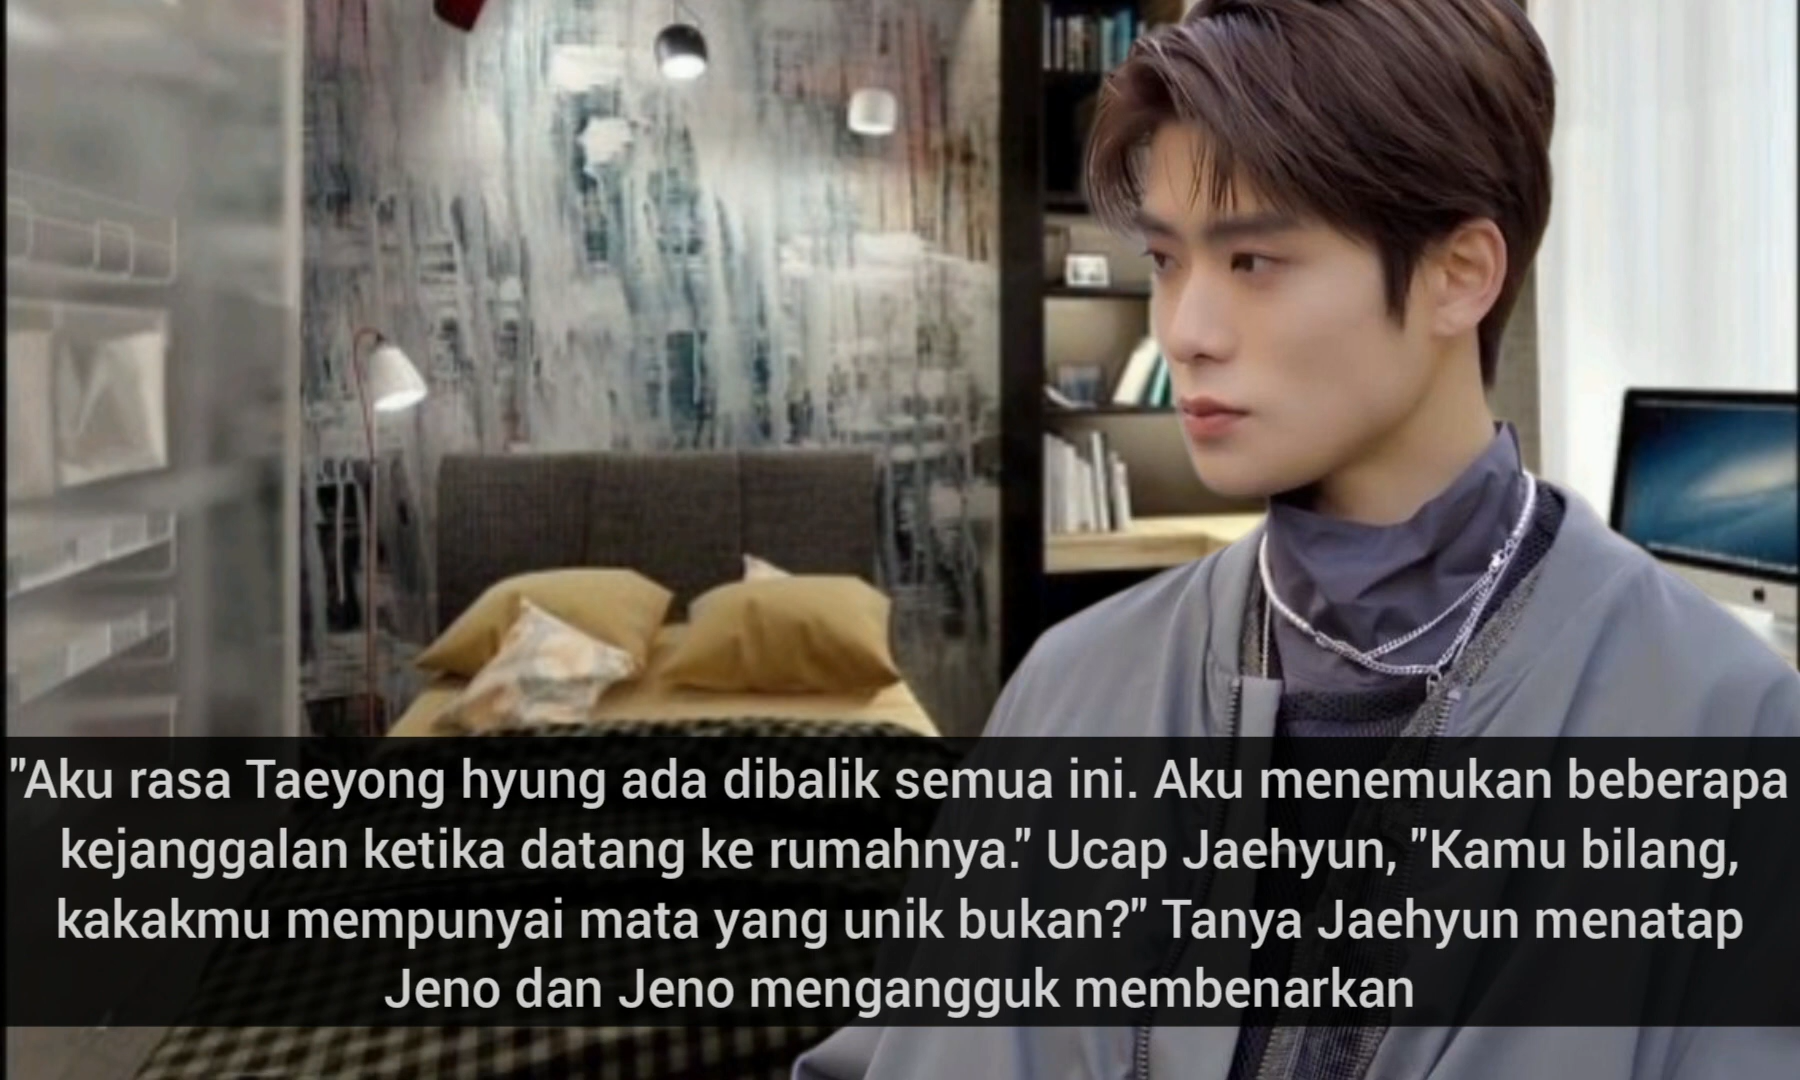 "Aku rasa Taeyong hyung ada dibalik semua ini. Aku menemukan beberapa
kejanggalan ketika datang ke rumahnya." Ucap Jaehyun, "Kamu bilang,
kakakmu mempunyai mata yang unik bukan?" Tanya Jaehyun menatap
Jeno dan Jeno mengangguk membenarkan